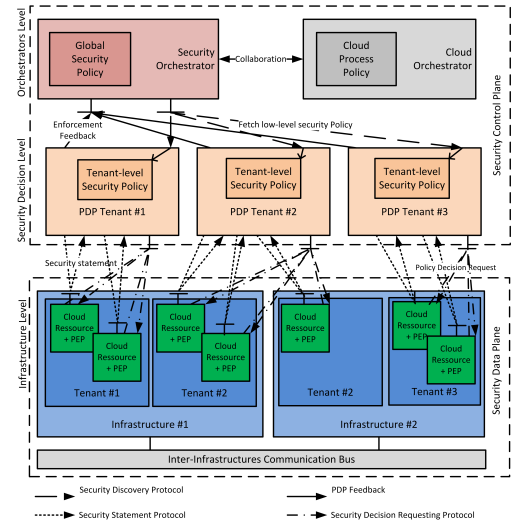 Orchestrators Level
Global
Security
Policy
Security
Orchestrator
Collaboration
Cloud
Process
Policy
Cloud
Orchestrator
Security Control Plane
Enforcement
Feedback
Fetch low-level security Policy
Security Decision Level
Tenant-level
Security Policy
PDP Tenant #1
Tenant-level
Security Policy
PDP Tenant #2
Tenant-level
Security Policy
PDP Tenant #3
Security statement
Policy Decision Request
Infrastructure Level
Cloud
Ressource
+ PEP
Cloud
Ressource
+ PEP
Tenant #1
Cloud
Ressource
+ PEP
Cloud
Ressource
+ PEP
Tenant #2
Infrastructure #1
Cloud
Ressource
+ PEP
Tenant #2
Cloud
Ressource
+ PEP
Cloud
Ressource
+ PEP
Tenant #3
Infrastructure #2
Security Data Plane
Inter-Infrastructures Communication Bus
Security Discovery Protocol
PDP Feedback
Security Statement Protocol
Security Decision Requesting Protocol